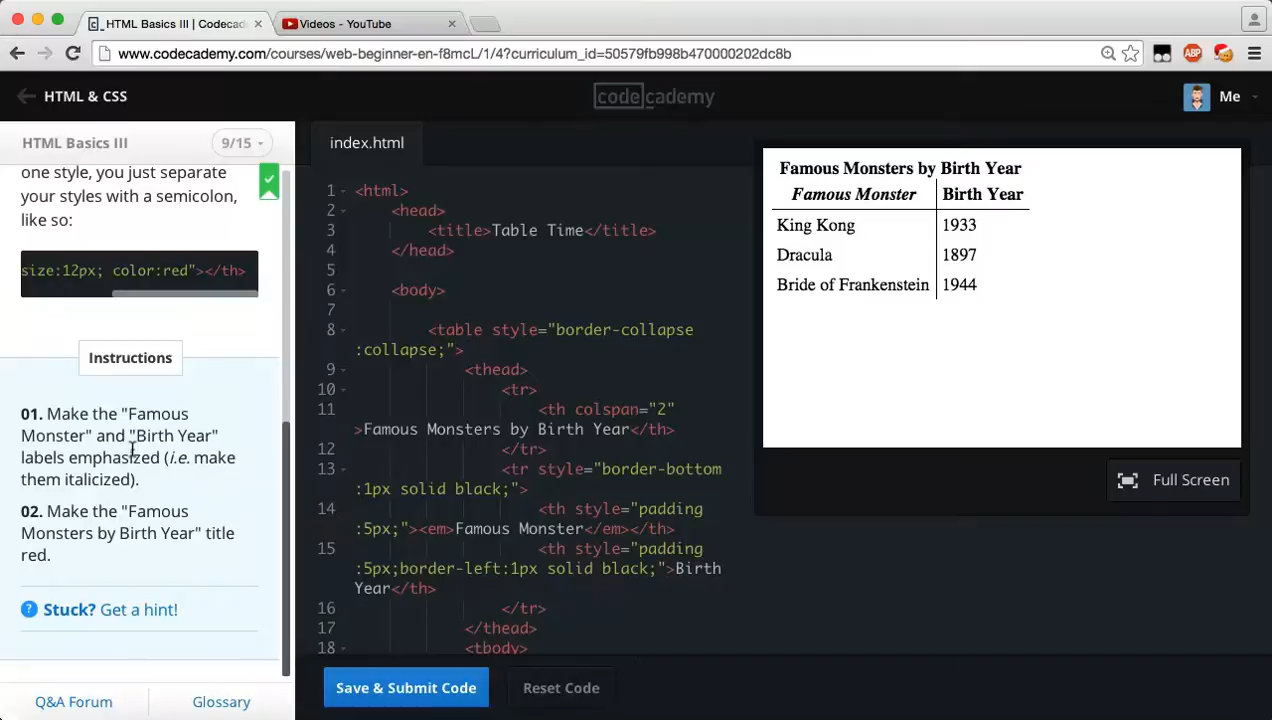 HTML Basics III | Codecad
Videos - YouTube
www.codecademy.com/courses/web-beginner-en-f8mcL/1/4?curriculum_id=50579fb998b470000202dc8b
ABP
HTML & CSS
codecademy
Me
HTML Basics III
9/15
one style, you just separate
your styles with a semicolon,
like so:
size:12px; color:red"></th>
Instructions
01. Make the "Famous
Monster" and "Birth Year"
labels emphasized (i.e. make
them italicized).
02. Make the "Famous
Monsters by Birth Year" title
red.
? Stuck? Get a hint!
Q&A Forum
Glossary
index.html
1 <html>
2 <head>
3 <title>Table Time</title>
4 </head>
5
6 <body>
7
8 <table style="border-collapse
:collapse;">
9 <thead>
10 <tr>
11 <th colspan="2"
>Famous Monsters by Birth Year</th>
12 </tr>
13 <tr style="border-bottom
:1px solid black;">
14 <th style="padding
:5px;"><em>Famous Monster</em></th>
15 <th style="padding
:5px;border-left:1px solid black;">Birth
Year</th>
16 </tr>
17 </thead>
18 <tbody>
Save & Submit Code
Reset Code
Famous Monsters by Birth Year
Famous Monster Birth Year
King Kong 1933
Dracula 1897
Bride of Frankenstein 1944
Full Screen